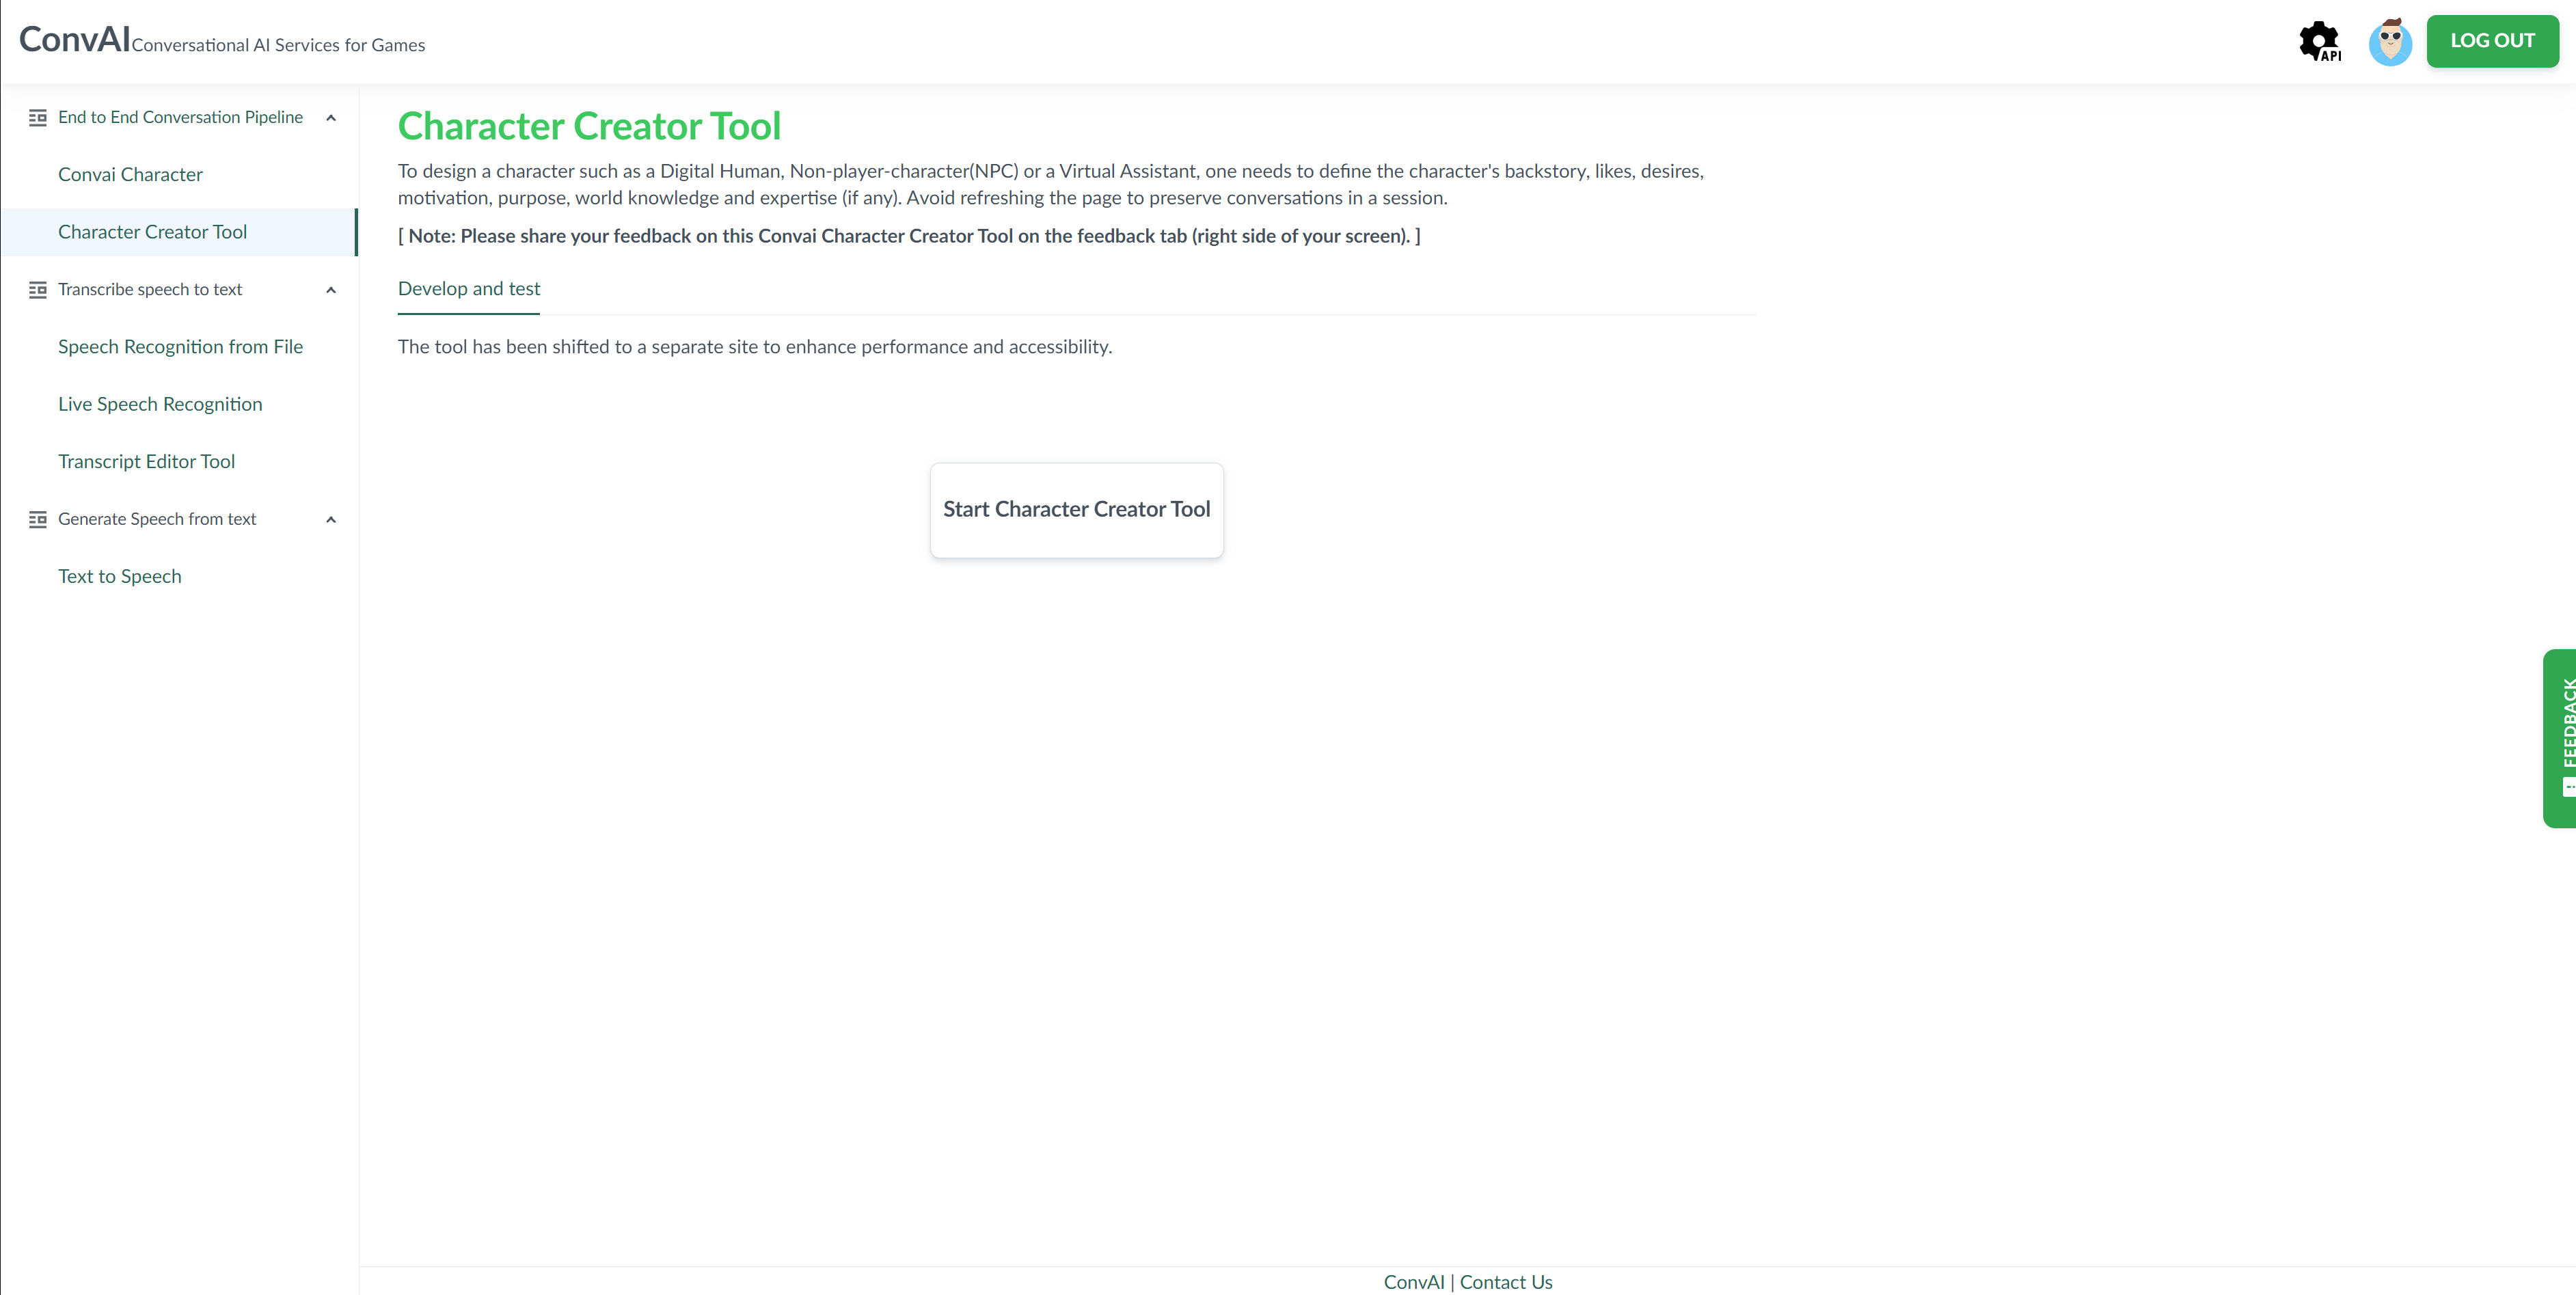 ConvAI Conversational AI Services for Games
API
LOG OUT
End to End Conversation Pipeline
Convai Character
Character Creator Tool
Transcribe speech to text
Speech Recognition from File
Live Speech Recognition
Transcript Editor Tool
Generate Speech from text
Text to Speech
Character Creator Tool
To design a character such as a Digital Human, Non-player-character(NPC) or a Virtual Assistant, one needs to define the character's backstory, likes, desires,
motivation, purpose, world knowledge and expertise (if any). Avoid refreshing the page to preserve conversations in a session.
[ Note: Please share your feedback on this Convai Character Creator Tool on the feedback tab (right side of your screen). ]
Develop and test
The tool has been shifted to a separate site to enhance performance and accessibility.
Start Character Creator Tool
FEEDBACK
ConvAI | Contact Us